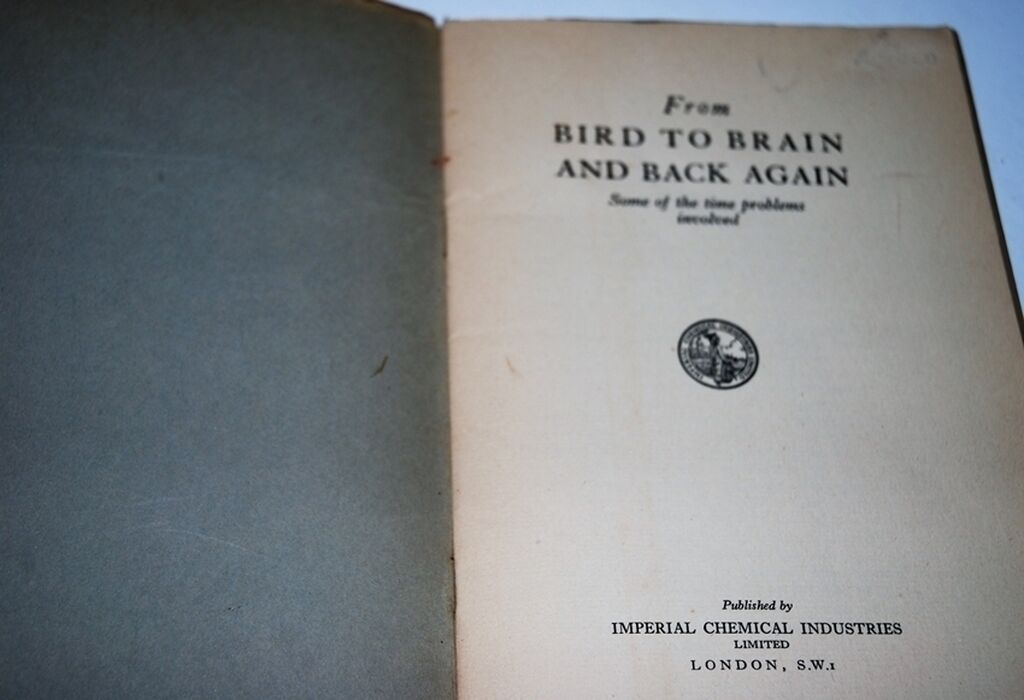 From
BIRD TO BRAIN
AND BACK AGAIN
Some of the time problems
involved
Published by
IMPERIAL CHEMICAL INDUSTRIES
LIMITED
LONDON, S.W.1